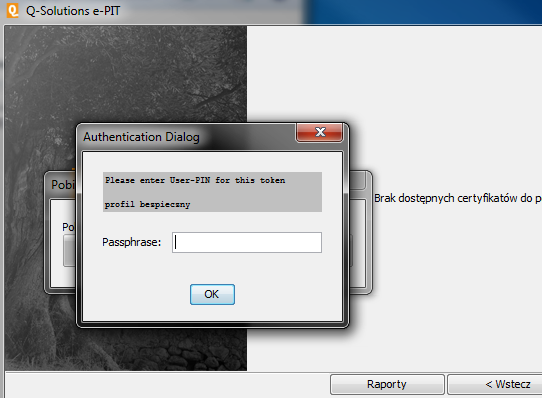 Q-Solutions e-PIT
Authentication Dialog
Please enter User-PIN for this token
profil bespieczny
Passphrase:
OK
Brak dostępnych certyfikatów do
Raporty
< Wstecz